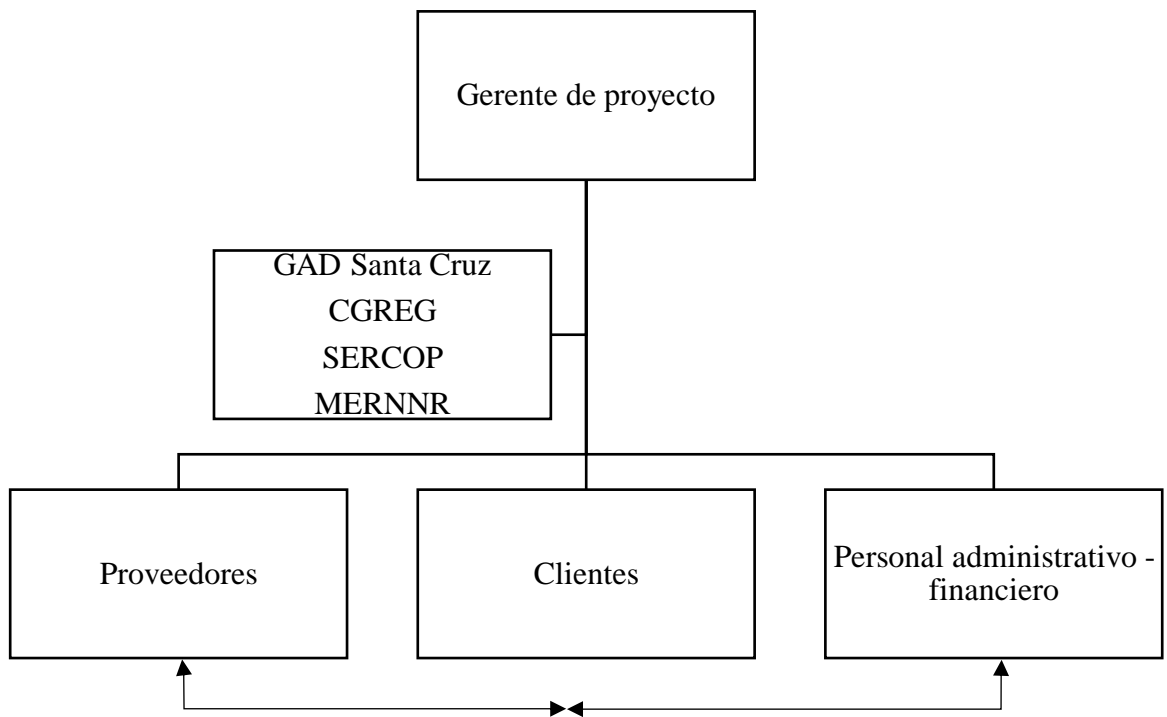 Gerente de proyecto
GAD Santa Cruz
CGREG
SERCOP
MERNNR
Proveedores
Clientes
Personal administrativo -
financiero